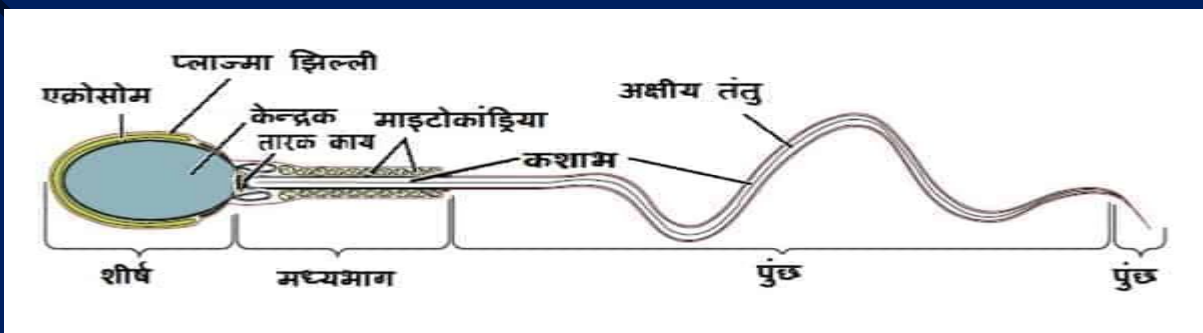 प्लाज्मा झिल्ली
एक्रोसोम
अक्षीय तंतु
केन्द्रक
माइटोकांड्रिया
तारक काय
कशाभ
शीर्ष
मध्यभाग
पुंछ
पुंछ